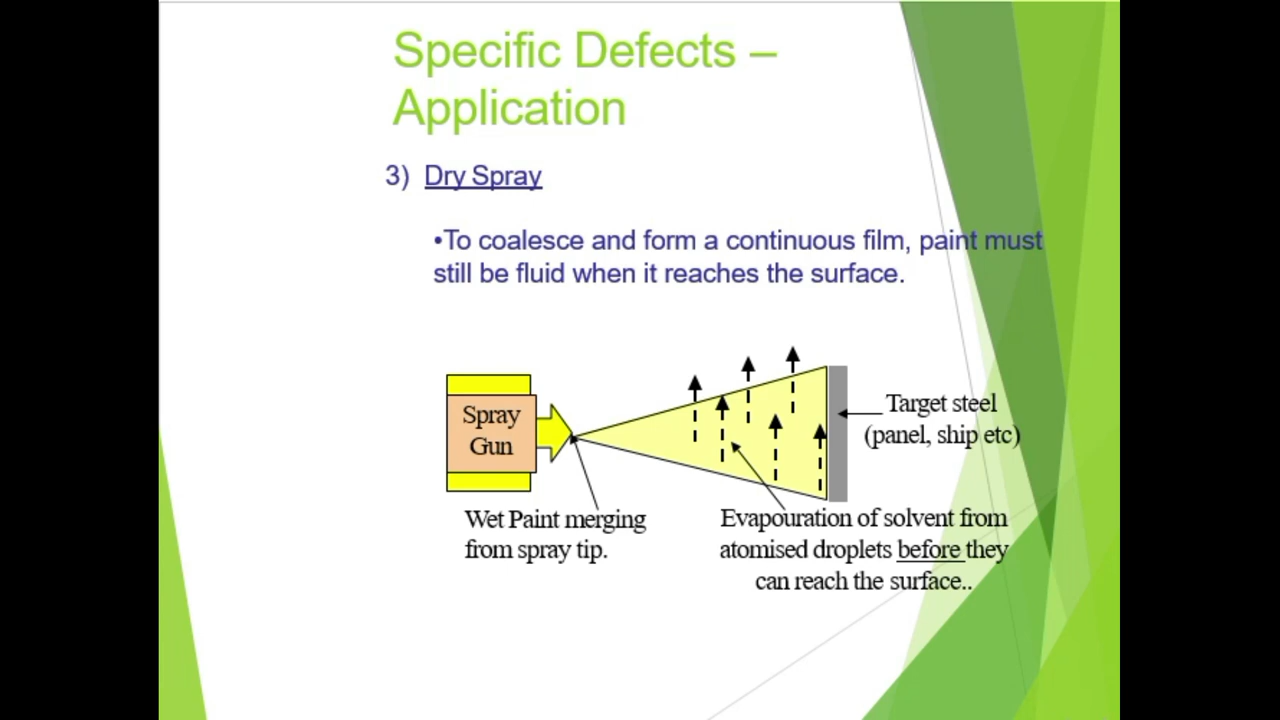 Specific Defects –
Application
3) Dry Spray
•To coalesce and form a continuous film, paint must
still be fluid when it reaches the surface.
Spray
Gun
Target steel
(panel, ship etc)
Wet Paint merging
from spray tip.
Evapouration of solvent from
atomised droplets before they
can reach the surface..